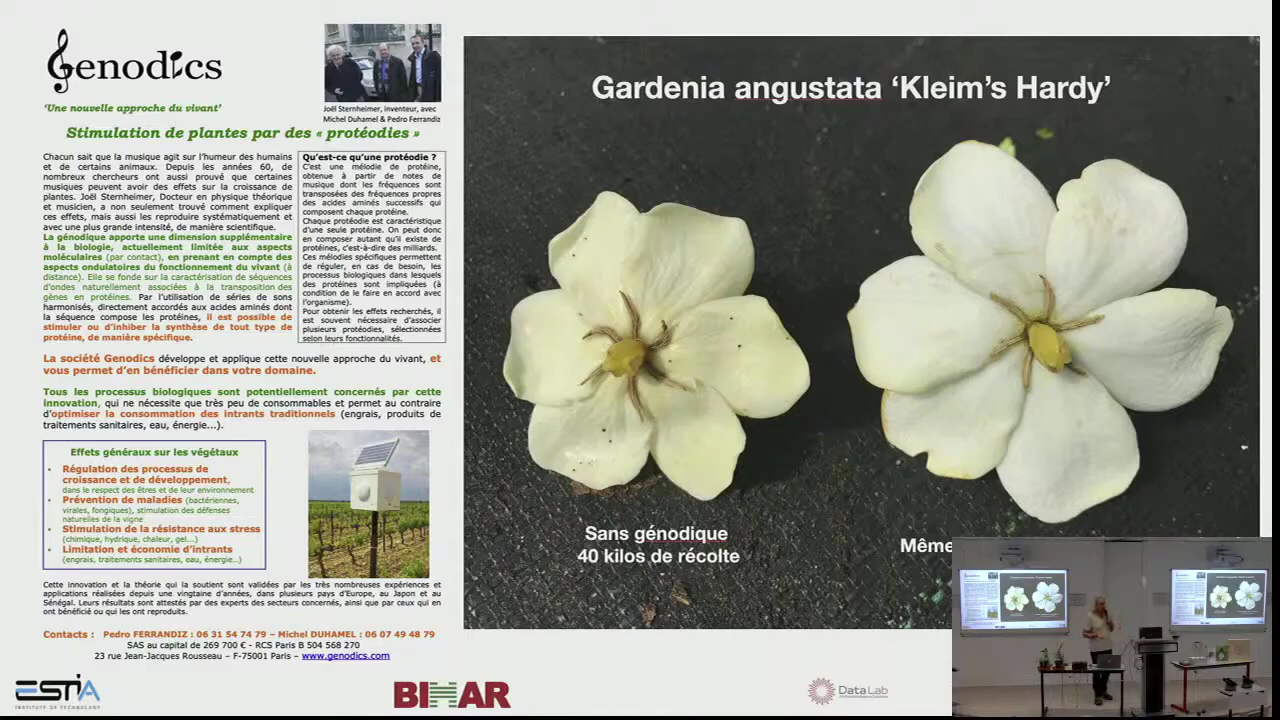 Genodics
‘Une nouvelle approche du vivant’
Joël Sternheimer, inventeur, avec
Michel Duhamel & Pedro Ferrandiz
Stimulation de plantes par des « protéodies »
Chacun sait que la musique agit sur l'humeur des humains
et de certains animaux. Depuis les années 60, de
nombreux chercheurs ont aussi prouvé que certaines
musiques peuvent avoir des effets sur la croissance de
plantes. Joël Sternheimer, Docteur en physique théorique
et musicien, a non seulement trouvé comment expliquer
ces effets, mais aussi les reproduire systématiquement et
avec une plus grande intensité, de manière scientifique.
La génodique apporte une dimension supplémentaire
à la biologie, actuellement limitée aux aspects
moléculaires (par contact), en prenant en compte des
aspects ondulatoires du fonctionnement du vivant (à
distance). Elle se fonde sur la caractérisation de séquences
d'ondes naturellement associées à la transposition des
gènes en protéines. Par l'utilisation de séries de sons
harmonisés, directement accordés aux acides aminés dont
la séquence compose les protéines, il est possible de
stimuler ou d'inhiber la synthèse de tout type de
protéine, de manière spécifique.
Qu'est-ce qu'une protéodie ?
C'est une mélodie de protéine,
obtenue à partir de notes de
musique dont les fréquences sont
transposées des fréquences propres
des acides aminés successifs qui
composent chaque protéine.
Chaque protéodie est caractéristique
d'une seule protéine. On peut donc
en composer autant qu'il existe de
protéines, c'est-à-dire des milliards.
Ces mélodies spécifiques permettent
de réguler, en cas de besoin, les
processus biologiques dans lesquels
des protéines sont impliquées (à
condition de le faire en accord avec
l'organisme).
Pour obtenir les effets recherchés, il
est souvent nécessaire d'associer
plusieurs protéodies, sélectionnées
selon leurs fonctionnalités.
La société Genodics développe et applique cette nouvelle approche du vivant, et
vous permet d'en bénéficier dans votre domaine.
Tous les processus biologiques sont potentiellement concernés par cette
innovation, qui ne nécessite que très peu de consommables et permet au contraire
d'optimiser la consommation des intrants traditionnels (engrais, produits de
traitements sanitaires, eau, énergie...).
Effets généraux sur les végétaux
• Régulation des processus de
croissance et de développement,
dans le respect des êtres et de leur environnement
• Prévention de maladies (bactériennes,
virales, fongiques), stimulation des défenses
naturelles de la vigne
• Stimulation de la résistance aux stress
(chimique, hydrique, chaleur, gel...)
• Limitation et économie d'intrants
(engrais, traitements sanitaires, eau, énergie...)
Cette innovation et la théorie qui la soutient sont validées par les très nombreuses expériences et
applications réalisées depuis une vingtaine d'années, dans plusieurs pays d'Europe, au Japon et au
Sénégal. Leurs résultats sont attestés par des experts des secteurs concernés, ainsi que par ceux qui en
ont bénéficié ou qui les ont reproduits.
Contacts : Pedro FERRANDIZ : 06 31 54 74 79 – Michel DUHAMEL : 06 07 49 48 79
SAS au capital de 269 700 € - RCS Paris B 504 568 270
23 rue Jean-Jacques Rousseau – F-75001 Paris – www.genodics.com
Gardenia angustata ‘Kleim’s Hardy’
Sans génodique
40 kilos de récolte
Même
ESTIA
INSTITUTE OF TECHNOLOGY
BIHAR
DataLab